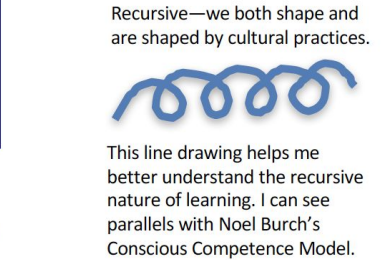 Recursive—we both shape and
are shaped by cultural practices.
This line drawing helps me
better understand the recursive
nature of learning. I can see
parallels with Noel Burch’s
Conscious Competence Model.